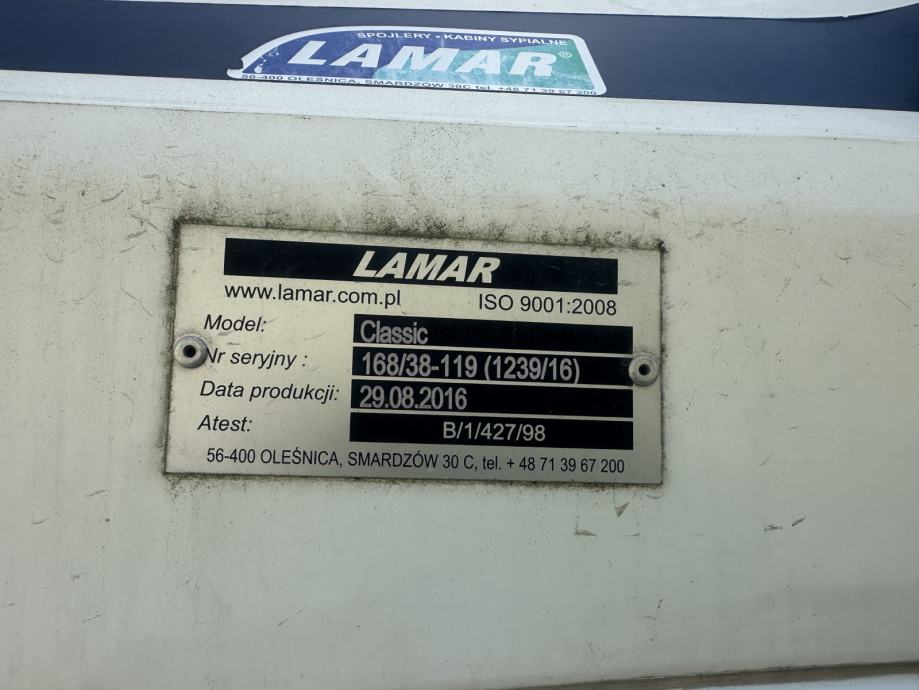 SPOJLERY • KABINY SYPIALNE
LAMAR®
56-400 OLEŚNICA, SMARDZÓW 30C tel. +48 71 39 67 200
LAMAR
www.lamar.com.pl ISO 9001:2008
Model: Classic
Nr seryjny : 168/38-119 (1239/16)
Data produkcji: 29.08.2016
Atest: B/1/427/98
56-400 OLEŚNICA, SMARDZÓW 30 C, tel. + 48 71 39 67 200